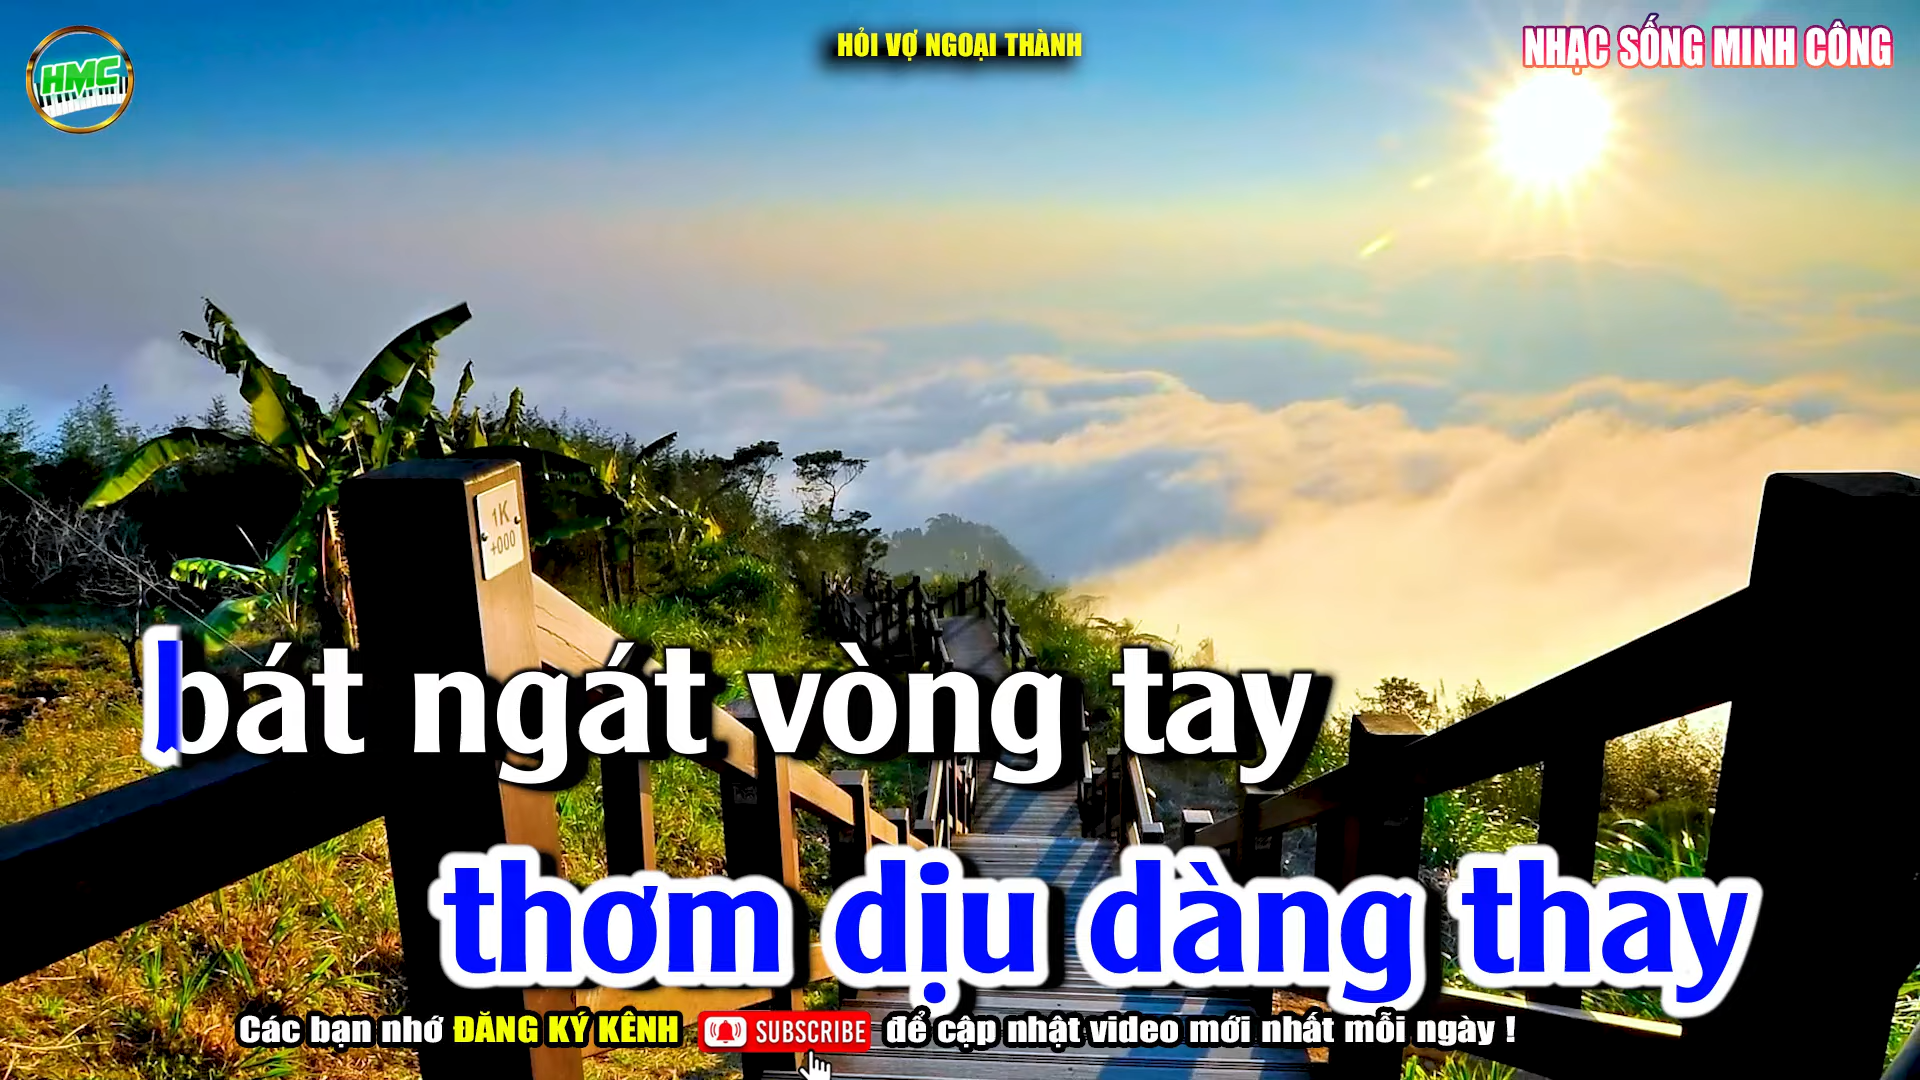 HMC
HỎI VỢ NGOẠI THÀNH
NHẠC SỐNG MINH CÔNG
1K
+000
bát ngát vòng tay
thơm dịu dàng thay
Các bạn nhớ ĐĂNG KÝ KÊNH SUBSCRIBE để cập nhật video mới nhất mỗi ngày !